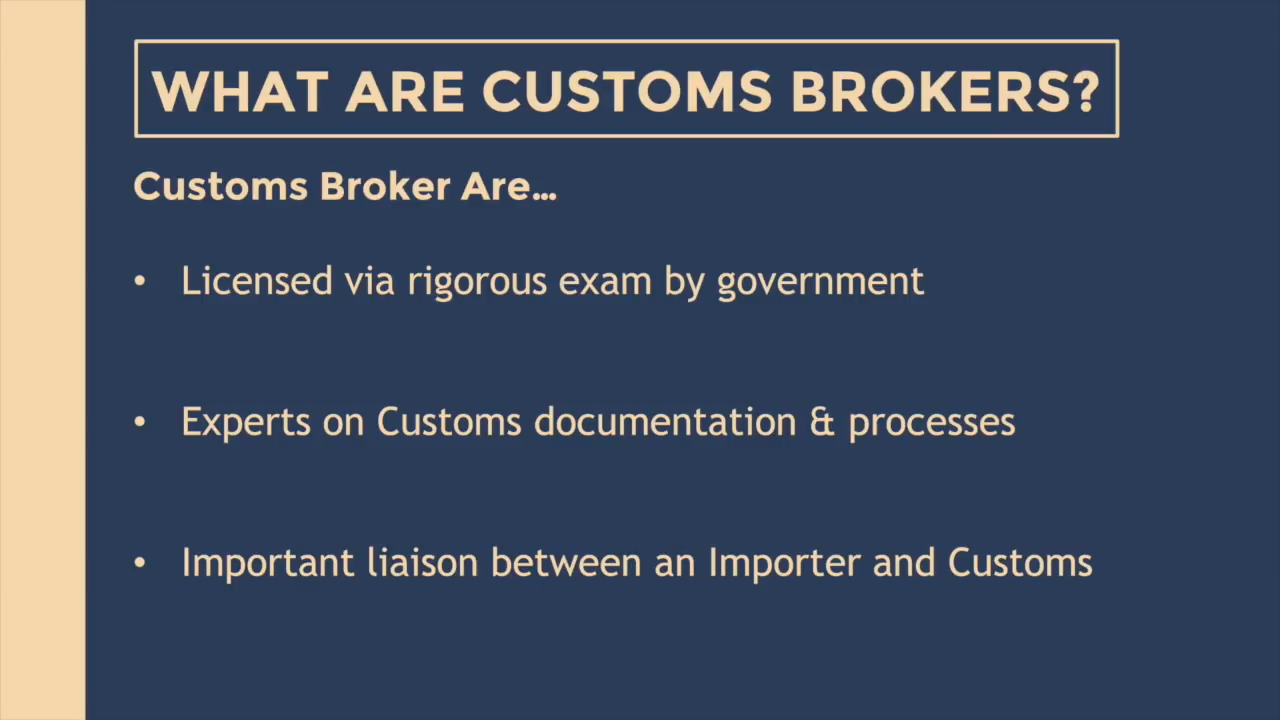 WHAT ARE CUSTOMS BROKERS?
Customs Broker Are…
• Licensed via rigorous exam by government
• Experts on Customs documentation & processes
• Important liaison between an Importer and Customs